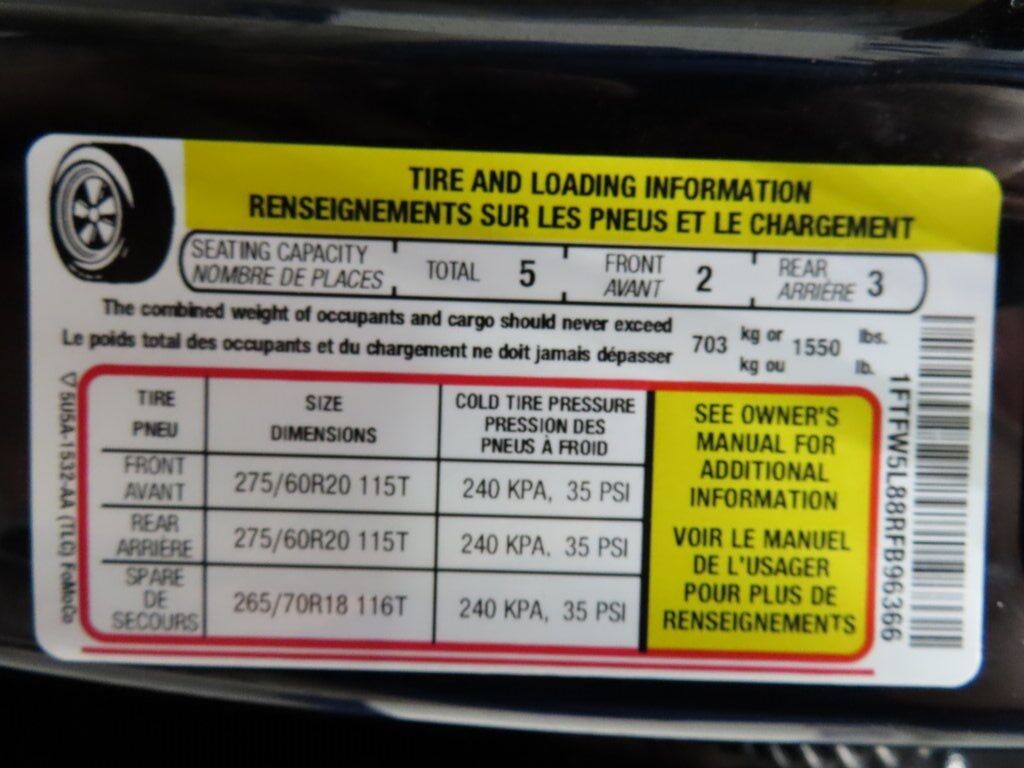 TIRE AND LOADING INFORMATION
RENSEIGNEMENTS SUR LES PNEUS ET LE CHARGEMENT
SEATING CAPACITY
NOMBRE DE PLACES
TOTAL 5
FRONT
AVANT
2
REAR
ARRIÈRE
3
The combined weight of occupants and cargo should never exceed
Le poids total des occupants et du chargement ne doit jamais dépasser
703
kg or
kg ou
1550
lbs.
lb.
TIRE
PNEU
SIZE
DIMENSIONS
COLD TIRE PRESSURE
PRESSION DES
PNEUS À FROID
FRONT
AVANT
275/60R20 115T
240 KPA, 35 PSI
REAR
ARRIÈRE
275/60R20 115T
240 KPA, 35 PSI
SPARE
DE
SECOURS
265/70R18 116T
240 KPA, 35 PSI
SEE OWNER'S
MANUAL FOR
ADDITIONAL
INFORMATION
VOIR LE MANUEL
DE L'USAGER
POUR PLUS DE
RENSEIGNEMENTS
1FTFW5L88RFB96366
5U5A-1532-AA (TLC) FoMoCo